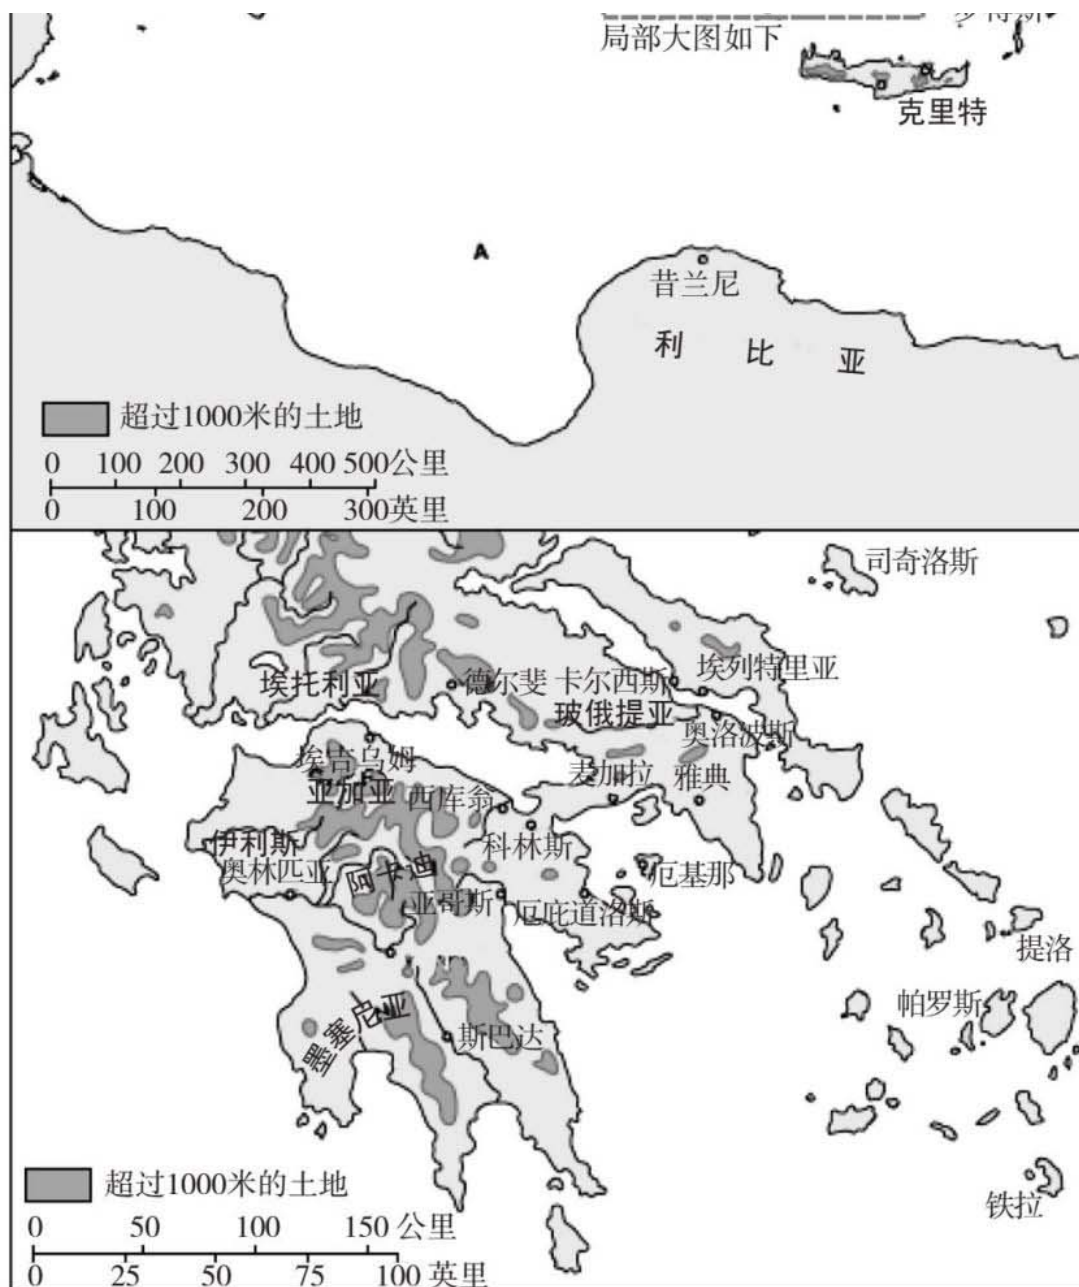 局部大图如下
克里特
A
昔兰尼
利比亚
超过1000米的土地
0 100 200 300 400 500公里
0 100 200 300英里
司奇洛斯
埃托利亚
德尔斐
卡尔西斯
埃列特里亚
玻俄提亚
奥洛波斯
埃吉乌姆
亚加亚
西库翁
麦加拉
雅典
伊利斯
科林斯
奥林匹亚
阿卡迪
厄基那
亚哥斯
厄庇道洛斯
提洛
帕罗斯
墨塞尼亚
斯巴达
铁拉
超过1000米的土地
0 50 100 150 公里
0 25 50 75 100 英里